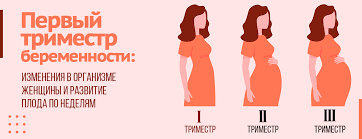 Первый
триместр
беременности:
ИЗМЕНЕНИЯ В ОРГАНИЗМЕ
ЖЕНЩИНЫ И РАЗВИТИЕ
ПЛОДА ПО НЕДЕЛЯМ
I
ТРИМЕСТР
II
ТРИМЕСТР
III
ТРИМЕСТР